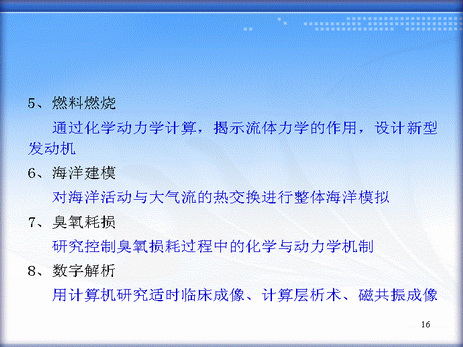 5、燃料燃烧
通过化学动力学计算，揭示流体力学的作用，设计新型
发动机
6、海洋建模
对海洋活动与大气流的热交换进行整体海洋模拟
7、臭氧耗损
研究控制臭氧损耗过程中的化学与动力学机制
8、数字解析
用计算机研究适时临床成像、计算层析术、磁共振成像
16